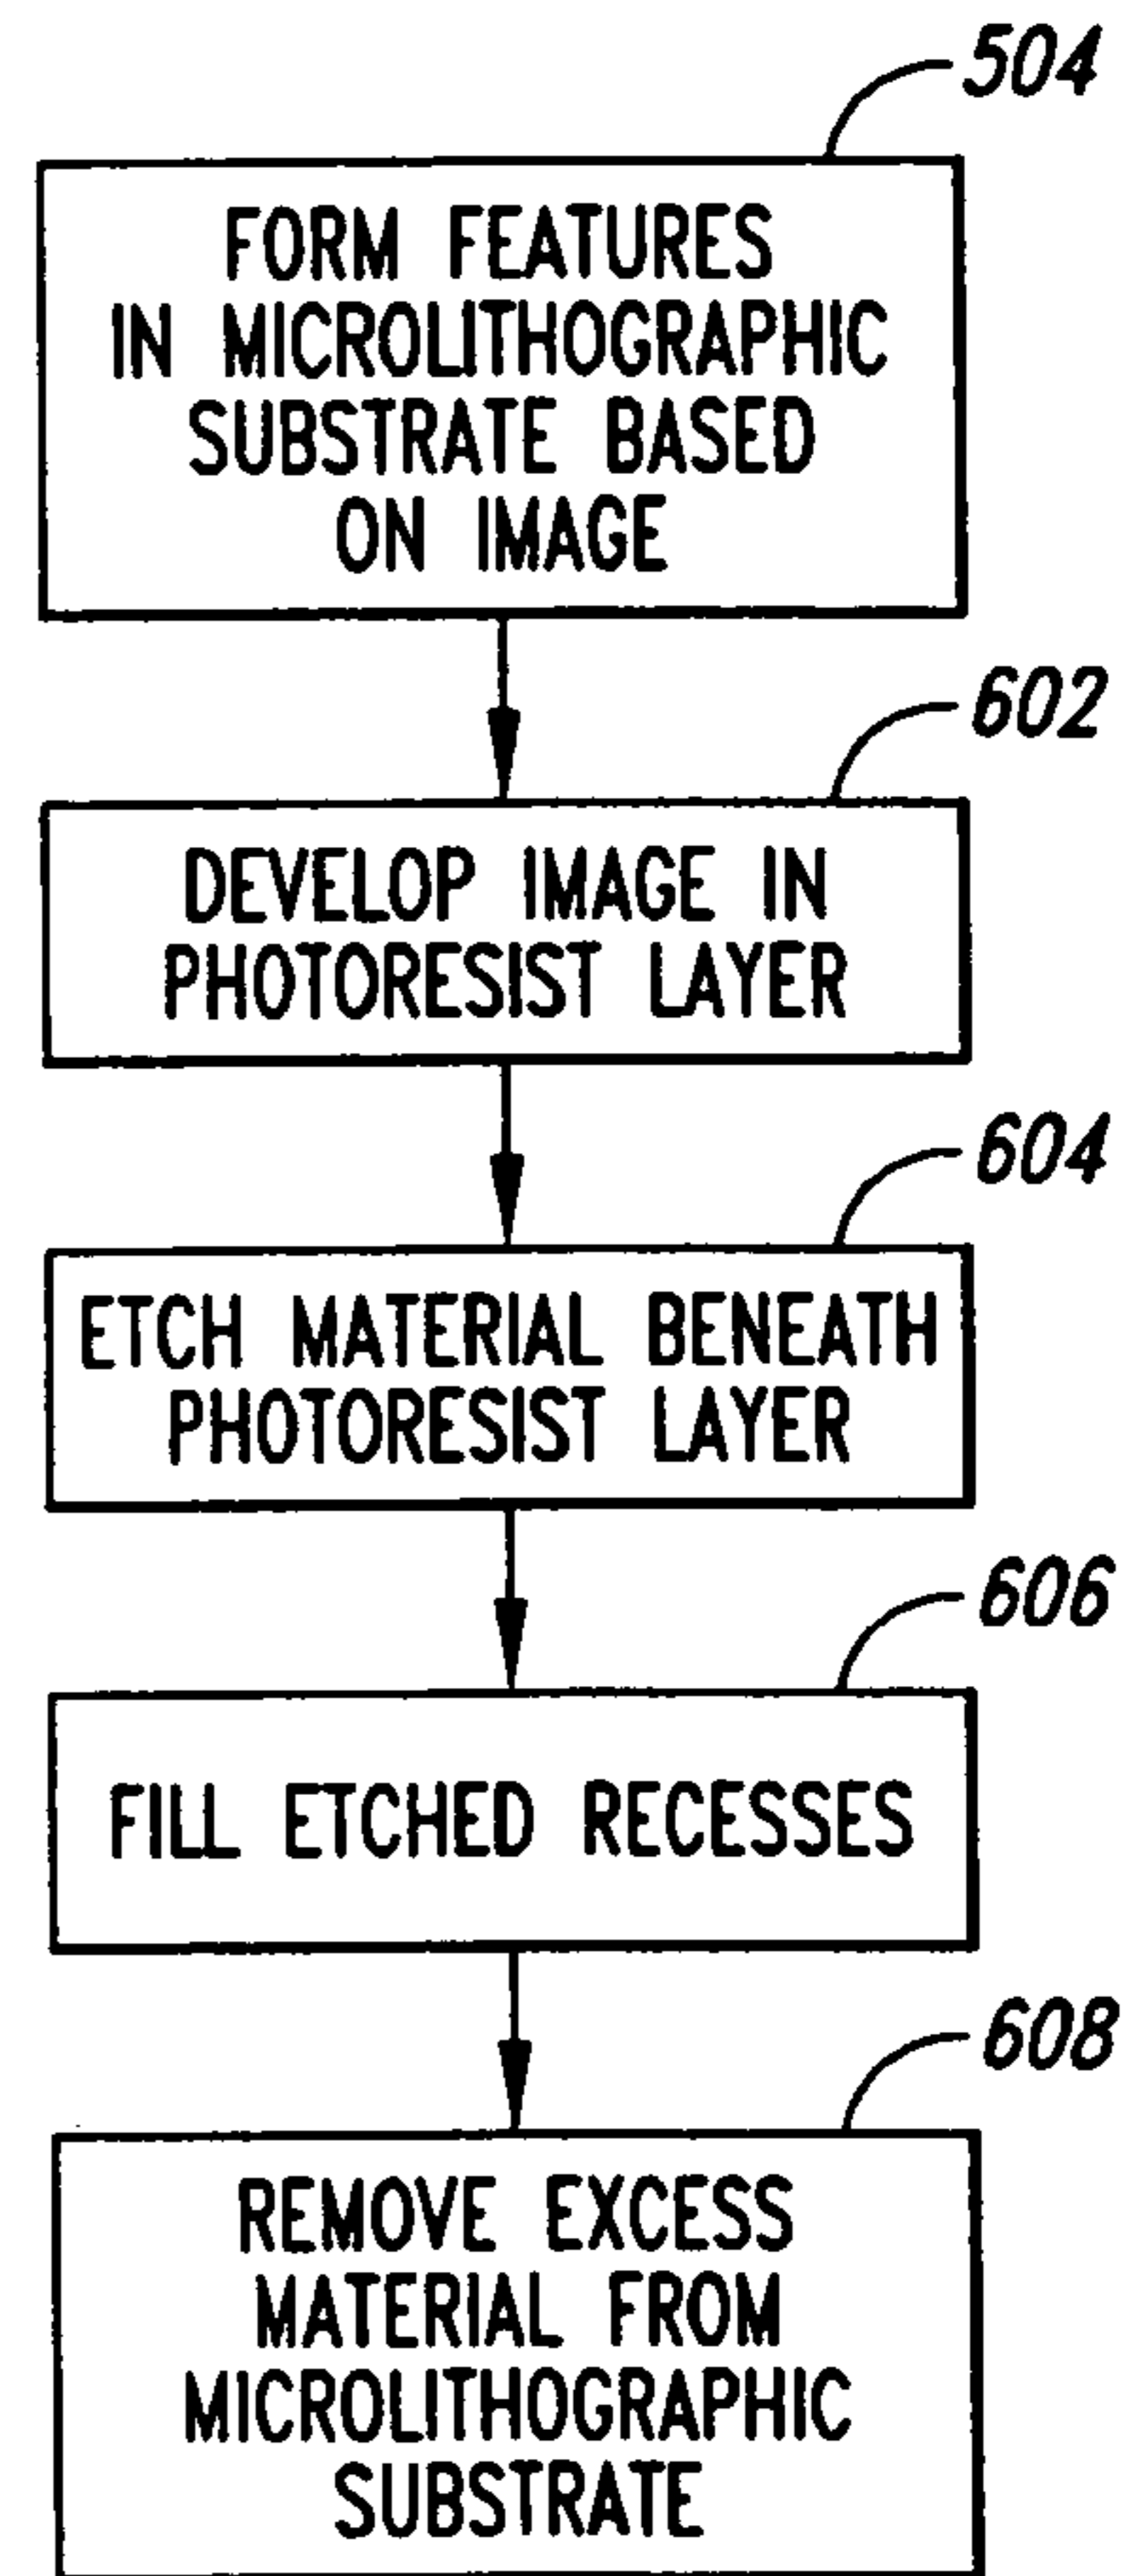 504
FORM FEATURES
IN MICROLITHOGRAPHIC
SUBSTRATE BASED
ON IMAGE
602
DEVELOP IMAGE IN
PHOTORESIST LAYER
604
ETCH MATERIAL BENEATH
PHOTORESIST LAYER
606
FILL ETCHED RECESSES
608
REMOVE EXCESS
MATERIAL FROM
MICROLITHOGRAPHIC
SUBSTRATE